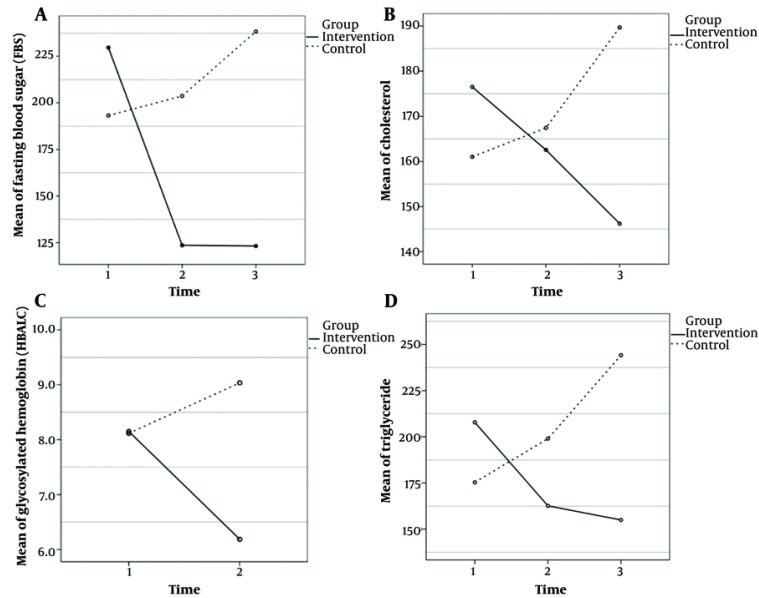 A
Group
Intervention
Control
Mean of fasting blood sugar (FBS)
225
200
175
150
125
1 2 3
Time
B
Group
Intervention
Control
Mean of cholesterol
190
180
170
160
150
140
1 2 3
Time
C
Group
Intervention
Control
Mean of glycosylated hemoglobin (HBALC)
10.0
9.0
8.0
7.0
6.0
1 2
Time
D
Group
Intervention
Control
Mean of triglyceride
250
225
200
175
150
1 2 3
Time